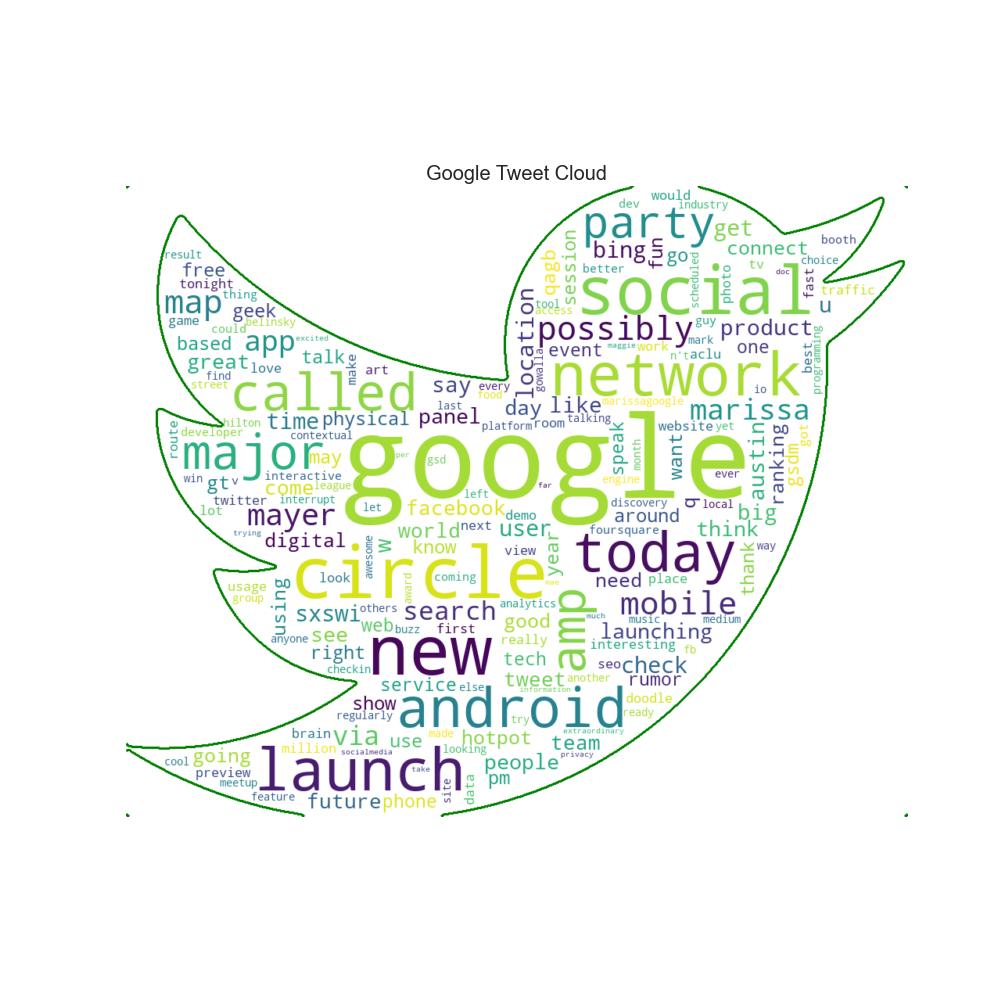 Google Tweet Cloud
would
dev
industry
party
get
bing
fun
go
connect
booth
result
free
tonight
thing
qagb
session
better
scheduled
photo
tv
doc
choice
fast
traffic
map
game
could
belinsky
geek
tool
access
social
u
app
excited
location
possibly
guy
product
programming
based
great
talk
love
find
street
make
art
gowalla
event
maggie
work
n't
mark
aclu
one
best
called
say
every
food
last
network
io
marissagoogle
marissa
route
hilton
developer
time
physical
panel
day
like
platform
room
talking
website
yet
contextual
major
may
google
per
gsd
far
speak
want
austin
ranking
gsdm
got
win
gt
v
interactive
come
league
interrupt
let
left
engine
month
ever
discovery
q
local
big
twitter
lot
mayer
facebook
demo
around
trying
digital
world
next
user
foursquare
think
way
w
know
view
year
today
thank
awesome
circle
look
coming
mae
need
place
usage
group
using
award
others
sxswi
search
analytics
amp
much
mobile
music
medium
web
buzz
first
good
launching
anyone
see
right
new
really
interesting
fb
checkin
tech
seo
check
service
else
tweet
another
rumor
information
show
android
doodle
regularly
try
ready
brain
via
use
made
hotpot
extraordinary
cool
going
million
socialmedia
looking
team
privacy
preview
launch
take
people
meetup
pm
feature
future
phone
site
data